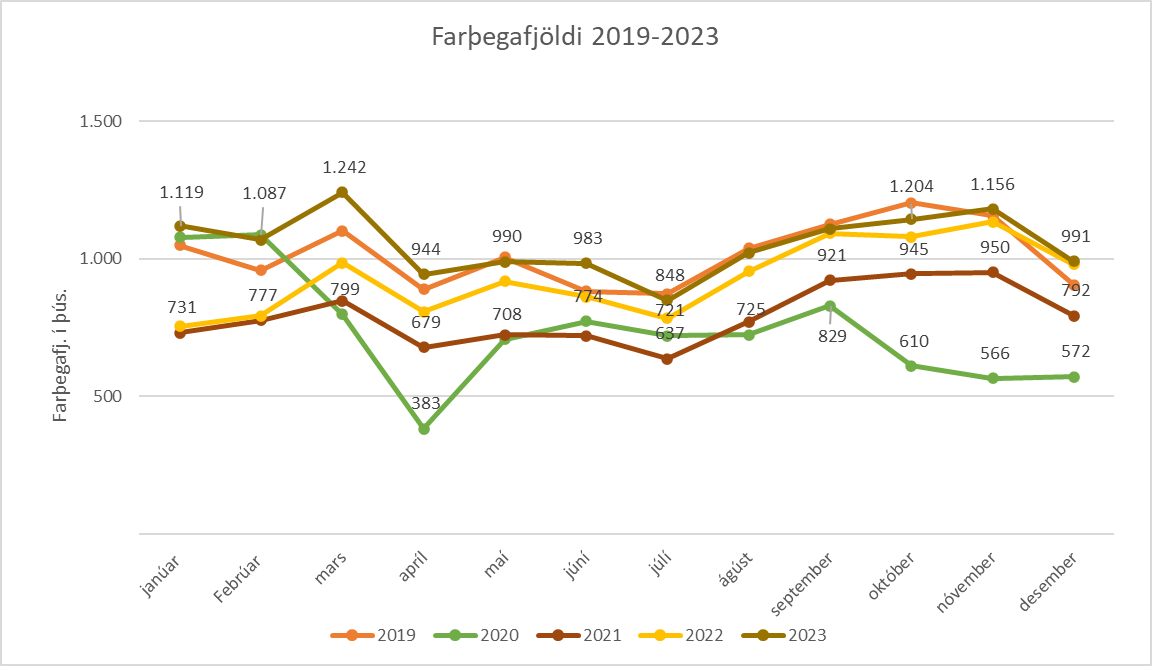 Farþegafjöldi 2019-2023
Farþegafj. í þús.
1.500
1.000
500
1.119
1.087
1.242
944
990
983
848
1.204
1.156
991
731
777
799
679
708
774
721
637
725
921
945
950
792
383
829
610
566
572
janúar
Febrúar
mars
apríl
maí
júní
júlí
ágúst
september
október
nóvember
desember
2019 2020 2021 2022 2023